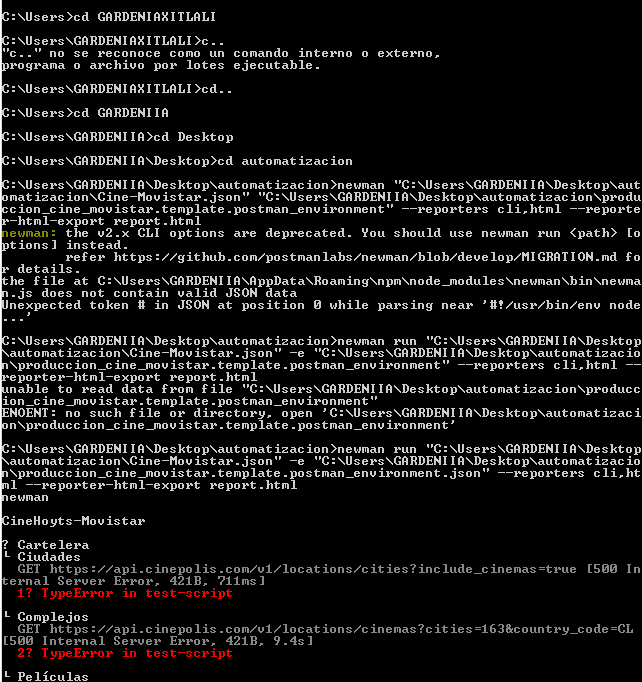 C:\Users>cd GARDENIAXITLALI
C:\Users\GARDENIAXITLALI>c..
"c.." no se reconoce como un comando interno o externo,
programa o archivo por lotes ejecutable.
C:\Users\GARDENIAXITLALI>cd..
C:\Users>cd GARDENIIA
C:\Users\GARDENIIA>cd Desktop
C:\Users\GARDENIIA\Desktop>cd automatizacion
C:\Users\GARDENIIA\Desktop\automatizacion>newman "C:\Users\GARDENIIA\Desktop\aut
omatizacion\Cine-Movistar.json" "C:\Users\GARDENIIA\Desktop\automatizacion\produ
ccion_cine_movistar.template.postman_environment" --reporters cli,html --reporte
r-html-export report.html
newman: the v2.x CLI options are deprecated. You should use newman run <path> [o
ptions] instead.
refer https://github.com/postmanlabs/newman/blob/develop/MIGRATION.md fo
r details.
the file at C:\Users\GARDENIIA\AppData\Roaming\npm\node_modules\newman\bin\newma
n.js does not contain valid JSON data
Unexpected token # in JSON at position 0 while parsing near '#!/usr/bin/env node
...'
C:\Users\GARDENIIA\Desktop\automatizacion>newman run "C:\Users\GARDENIIA\Desktop
\automatizacion\Cine-Movistar.json" -e "C:\Users\GARDENIIA\Desktop\automatizacio
n\produccion_cine_movistar.template.postman_environment" --reporters cli,html --
reporter-html-export report.html
unable to read data from file "C:\Users\GARDENIIA\Desktop\automatizacion\producc
ion_cine_movistar.template.postman_environment"
ENOENT: no such file or directory, open 'C:\Users\GARDENIIA\Desktop\automatizaci
on\produccion_cine_movistar.template.postman_environment'
C:\Users\GARDENIIA\Desktop\automatizacion>newman run "C:\Users\GARDENIIA\Desktop
\automatizacion\Cine-Movistar.json" -e "C:\Users\GARDENIIA\Desktop\automatizacio
n\produccion_cine_movistar.template.postman_environment.json" --reporters cli,ht
ml --reporter-html-export report.html
newman
CineHoyts-Movistar
? Cartelera
└ Ciudades
GET https://api.cinepolis.com/v1/locations/cities?include_cinemas=true [500 In
ternal Server Error, 421B, 711ms]
1? TypeError in test-script
└ Complejos
GET https://api.cinepolis.com/v1/locations/cinemas?cities=163&country_code=CL
[500 Internal Server Error, 421B, 9.4s]
2? TypeError in test-script
└ Películas